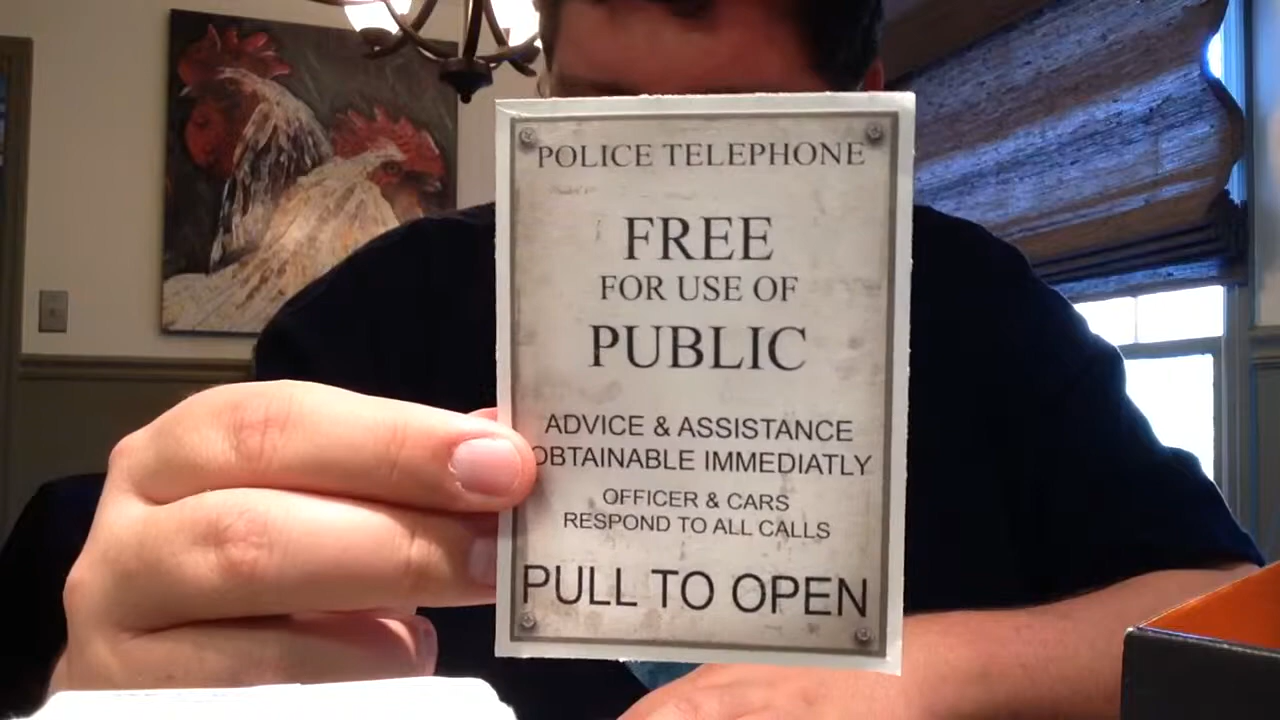 POLICE TELEPHONE
FREE
FOR USE OF
PUBLIC
ADVICE & ASSISTANCE
OBTAINABLE IMMEDIATLY
OFFICER & CARS
RESPOND TO ALL CALLS
PULL TO OPEN